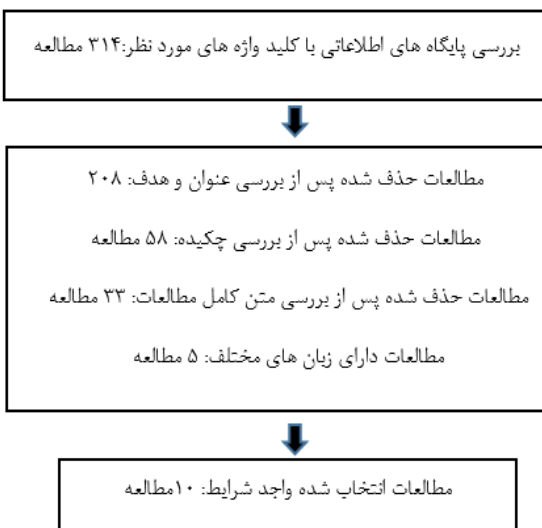 بررسی پایگاه های اطلاعاتی با کلید واژه های مورد نظر:۳۱۴ مطالعه
مطالعات حذف شده پس از بررسی عنوان و هدف: ۲۰۸
مطالعات حذف شده پس از بررسی چکیده: ۵۸ مطالعه
مطالعات حذف شده پس از بررسی متن کامل مطالعات: ۳۳ مطالعه
مطالعات دارای زبان های مختلف: ۵ مطالعه
مطالعات انتخاب شده واجد شرایط: ۱۰مطالعه